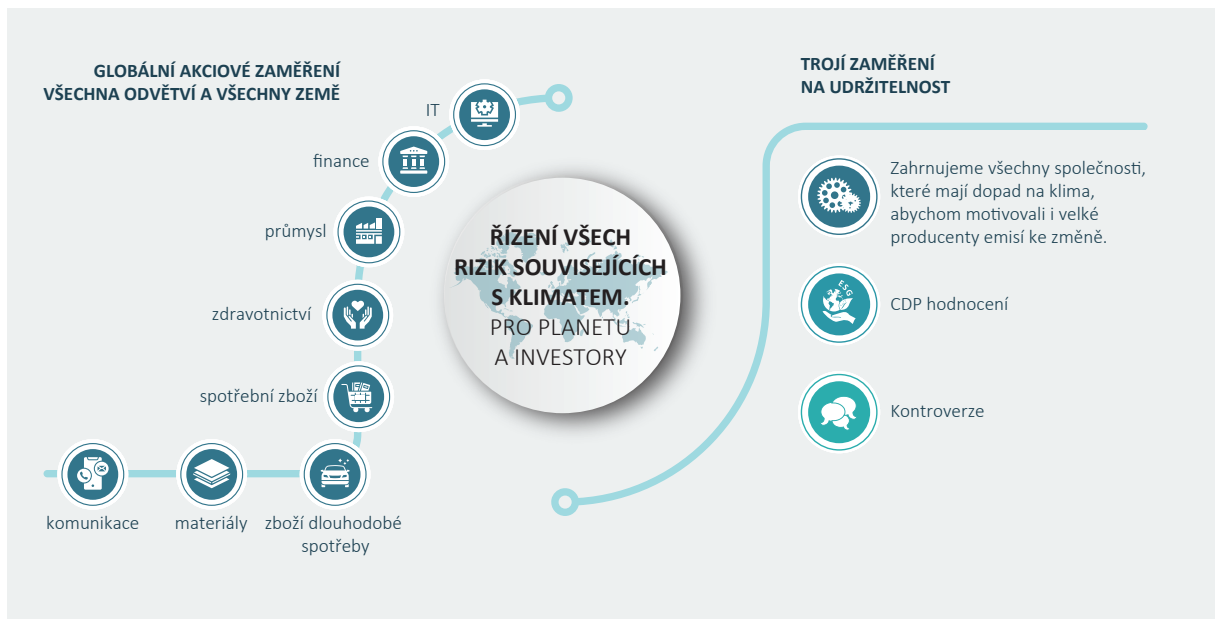 GLOBÁLNÍ AKCIOVÉ ZAMĚŘENÍ
VŠECHNA ODVĚTVÍ A VŠECHNY ZEMĚ
IT
finance
průmysl
zdravotnictví
spotřební zboží
komunikace
materiály
zboží dlouhodobé
spotřeby
ŘÍZENÍ VŠECH
RIZIK SOUVISEJÍCÍCH
S KLIMATEM.
PRO PLANETU
A INVESTORY
TROJÍ ZAMĚŘENÍ
NA UDRŽITELNOST
Zahrnujeme všechny společnosti,
které mají dopad na klima,
abychom motivovali i velké
producenty emisí ke změně.
ESG
CDP hodnocení
Kontroverze